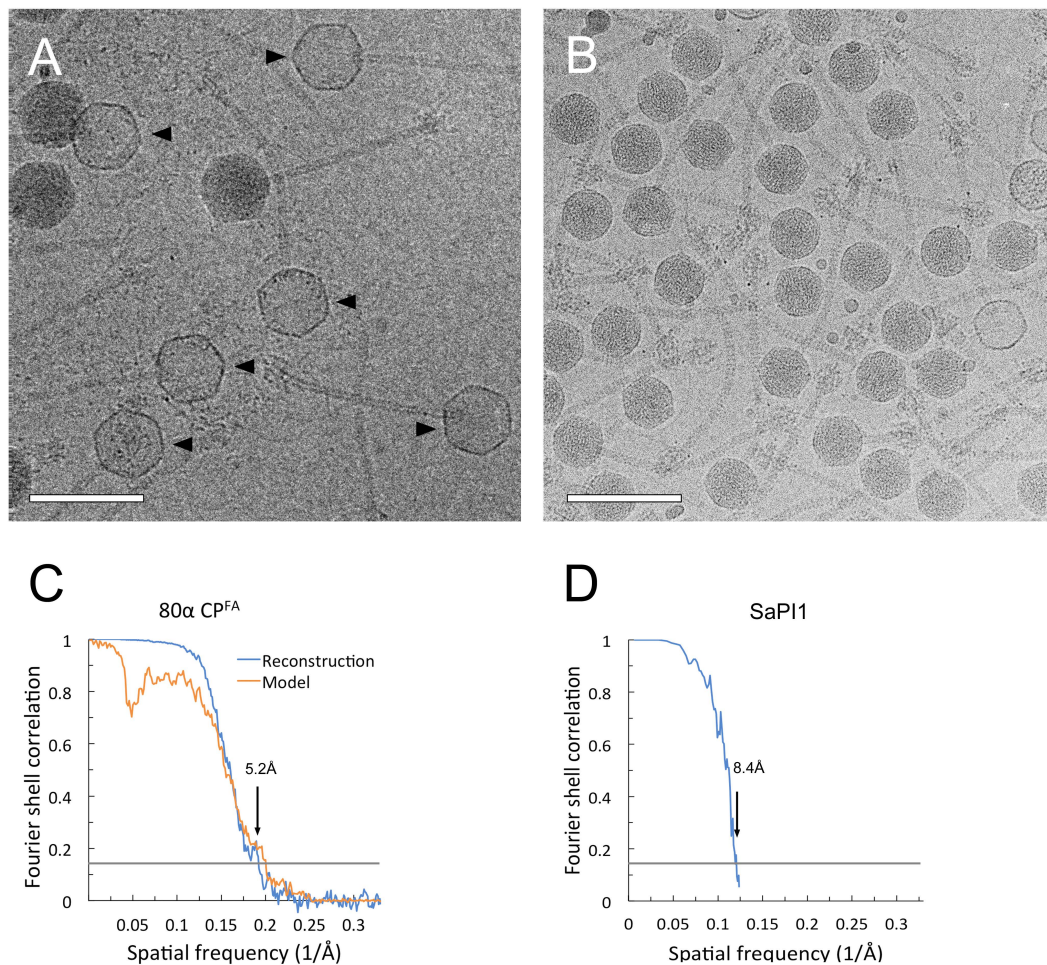 A
B
C
80α CP^FA
1
0.8
0.6
0.4
0.2
0
Fourier shell correlation
Reconstruction
Model
5.2Å
0.05
0.1
0.15
0.2
0.25
0.3
Spatial frequency (1/Å)
D
SaPI1
1
0.8
0.6
0.4
0.2
0
Fourier shell correlation
8.4Å
0
0.05
0.1
0.15
0.2
0.25
0.3
Spatial frequency (1/Å)